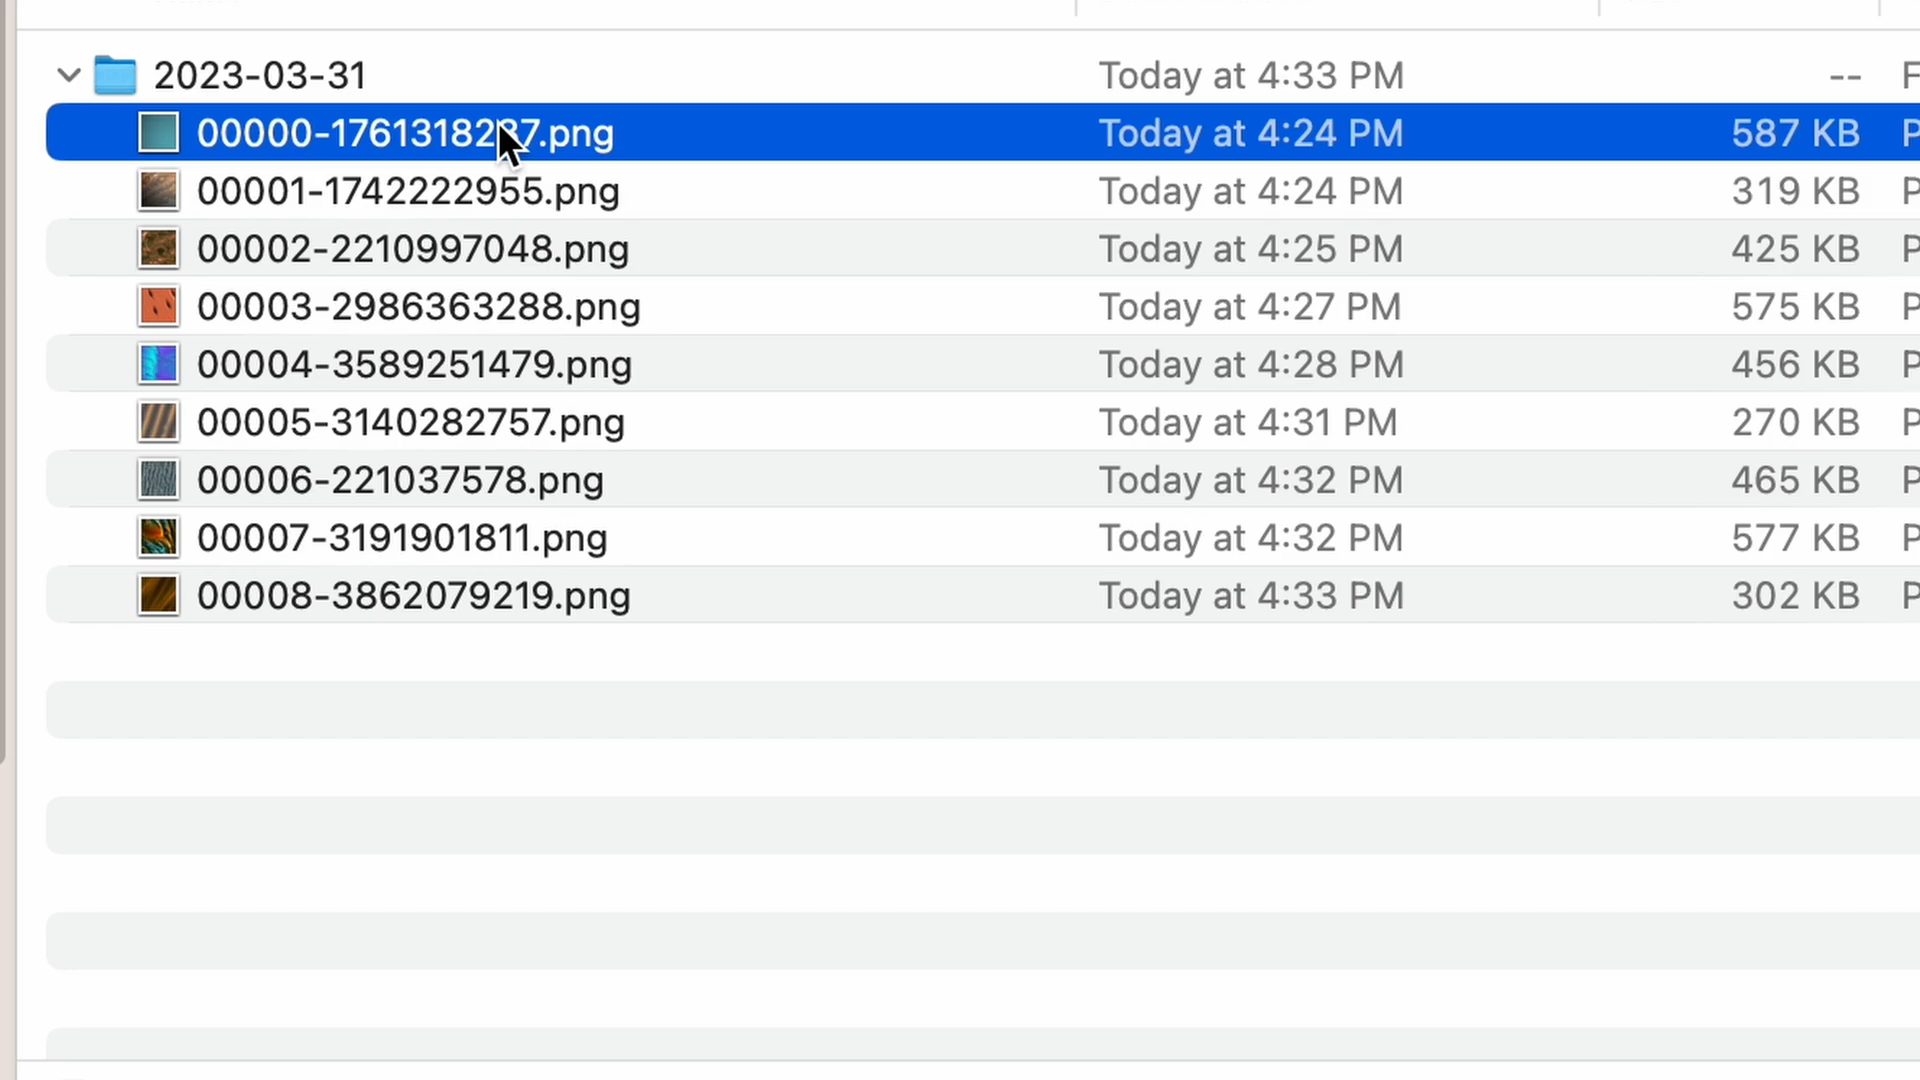 2023-03-31 Today at 4:33 PM -- F
Today at 4:24 PM 587 KB P
00001-1742222955.png Today at 4:24 PM 319 KB P
00002-2210997048.png Today at 4:25 PM 425 KB P
00003-2986363288.png Today at 4:27 PM 575 KB P
00004-3589251479.png Today at 4:28 PM 456 KB P
00005-3140282757.png Today at 4:31 PM 270 KB P
00006-221037578.png Today at 4:32 PM 465 KB P
00007-3191901811.png Today at 4:32 PM 577 KB P
00008-3862079219.png Today at 4:33 PM 302 KB P